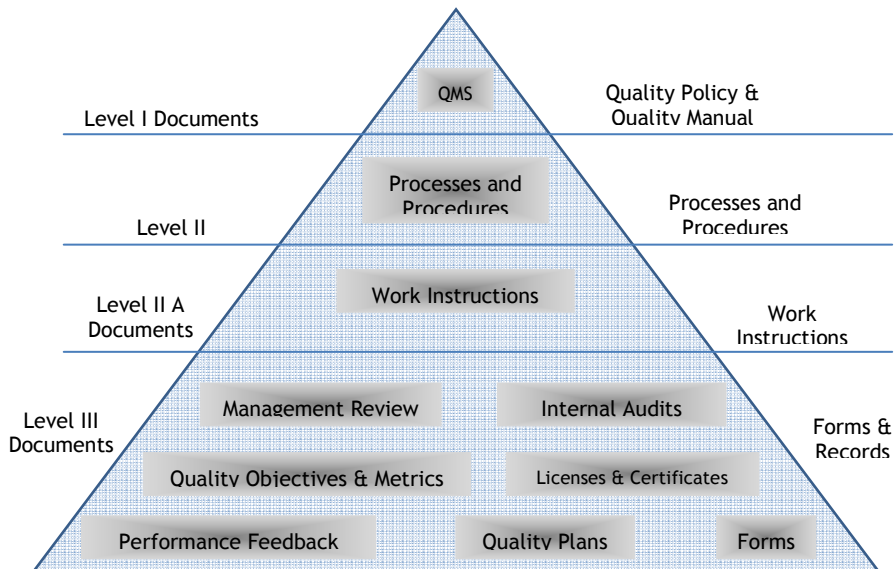 QMS
Level I Documents
Quality Policy &
Quality Manual
Processes and
Procedures
Level II
Processes and
Procedures
Work Instructions
Level II A
Documents
Work
Instructions
Management Review
Internal Audits
Level III
Documents
Forms &
Records
Quality Objectives & Metrics
Licenses & Certificates
Performance Feedback
Quality Plans
Forms